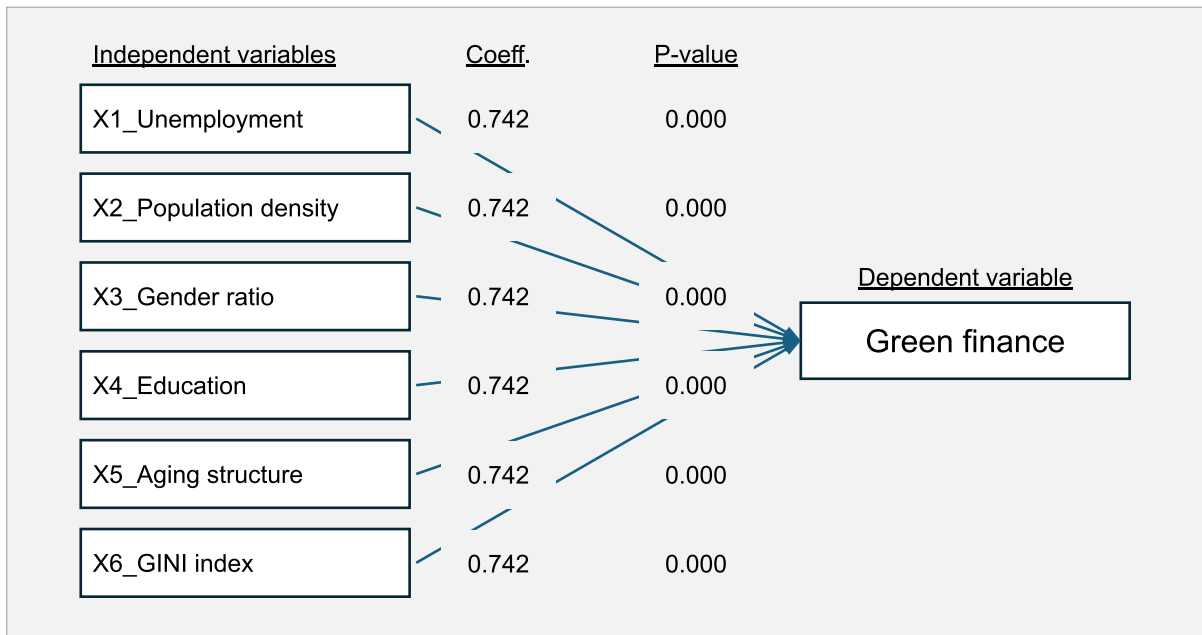 Independent variables Coeff. P-value
X1_Unemployment 0.742 0.000
X2_Population density 0.742 0.000
X3_Gender ratio 0.742 0.000
X4_Education 0.742 0.000
X5_Aging structure 0.742 0.000
X6_GINI index 0.742 0.000
Dependent variable
Green finance